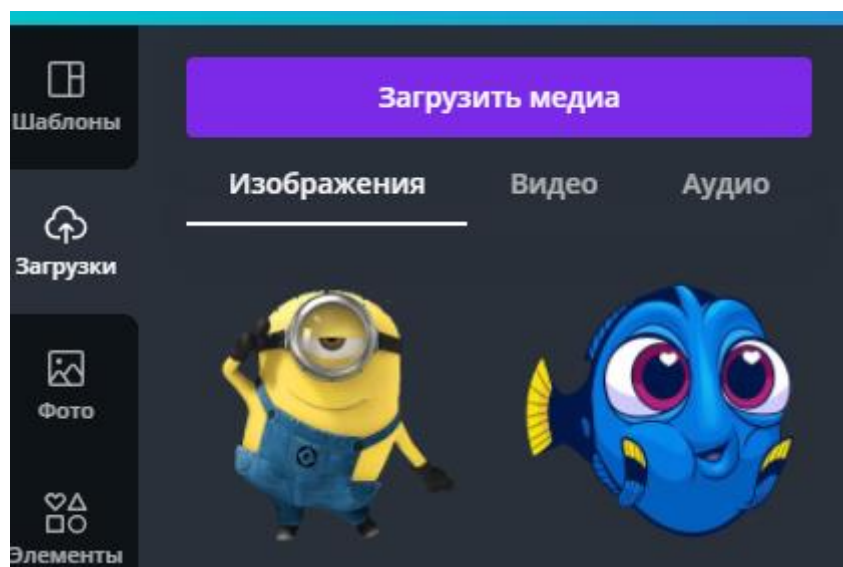 Шаблоны
Загрузить медиа
Изображения Видео Аудио
Загрузки
Фото
Элементы